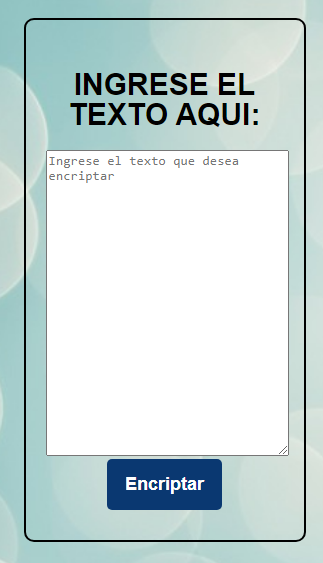 INGRESE EL
TEXTO AQUI:
Ingrese el texto que desea
encriptar
Encriptar